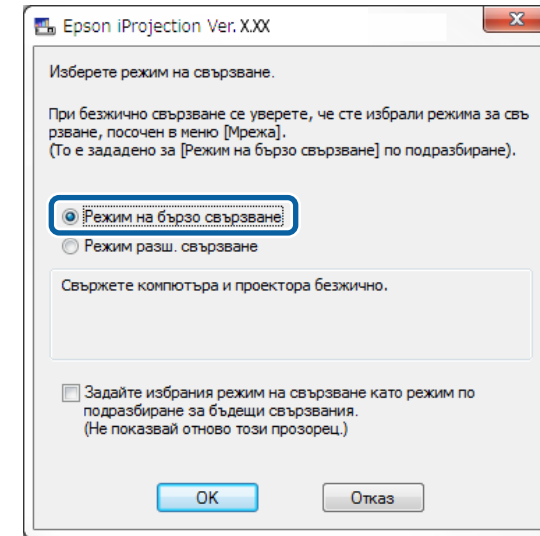 Epson iProjection Ver. X.XX
Изберете режим на свързване.
При безжично свързване се уверете, че сте избрали режима за свъ
рзване, посочен в меню [Мрежа].
(То е зададено за [Режим на бързо свързване] по подразбиране).
Режим на бързо свързване
Режим разш. свързване
Свържете компютъра и проектора безжично.
Задайте избрания режим на свързване като режим по
подразбиране за бъдещи свързвания.
(Не показвай отново този прозорец.)
OK
Отказ